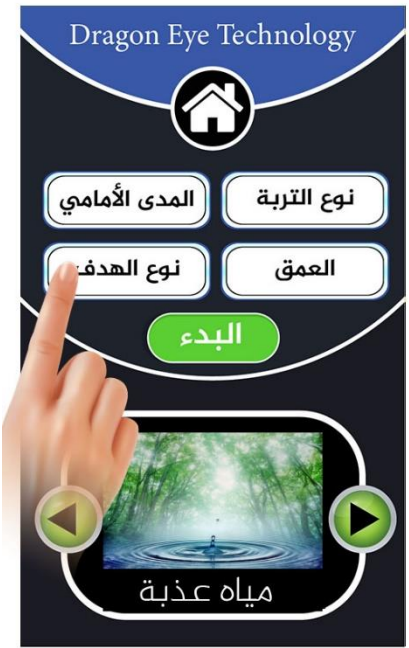 Dragon Eye Technology
نوع التربة
المدى الأمامي
العمق
نوع الهدف
البدء
مياه عذبة